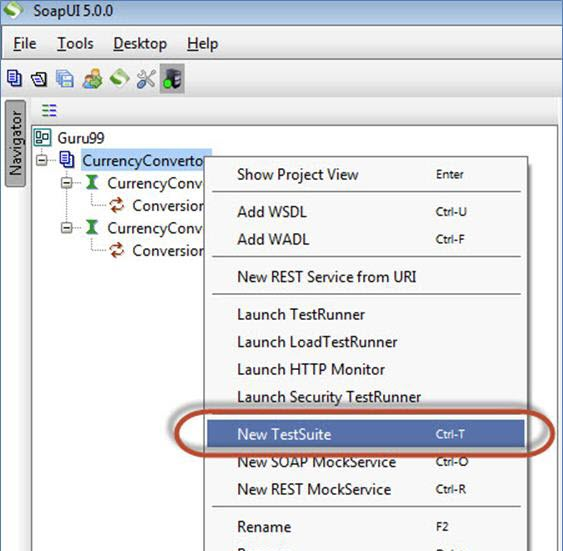 SoapUI 5.0.0
File Tools Desktop Help
Navigator
Guru99
CurrencyConverto
CurrencyConv
Conversion
CurrencyConv
Conversion
Show Project View Enter
Add WSDL Ctrl-U
Add WADL Ctrl-F
New REST Service from URI
Launch TestRunner
Launch LoadTestRunner
Launch HTTP Monitor
Launch Security TestRunner
New TestSuite Ctrl-T
New SOAP MockService Ctrl-O
New REST MockService Ctrl-R
Rename F2